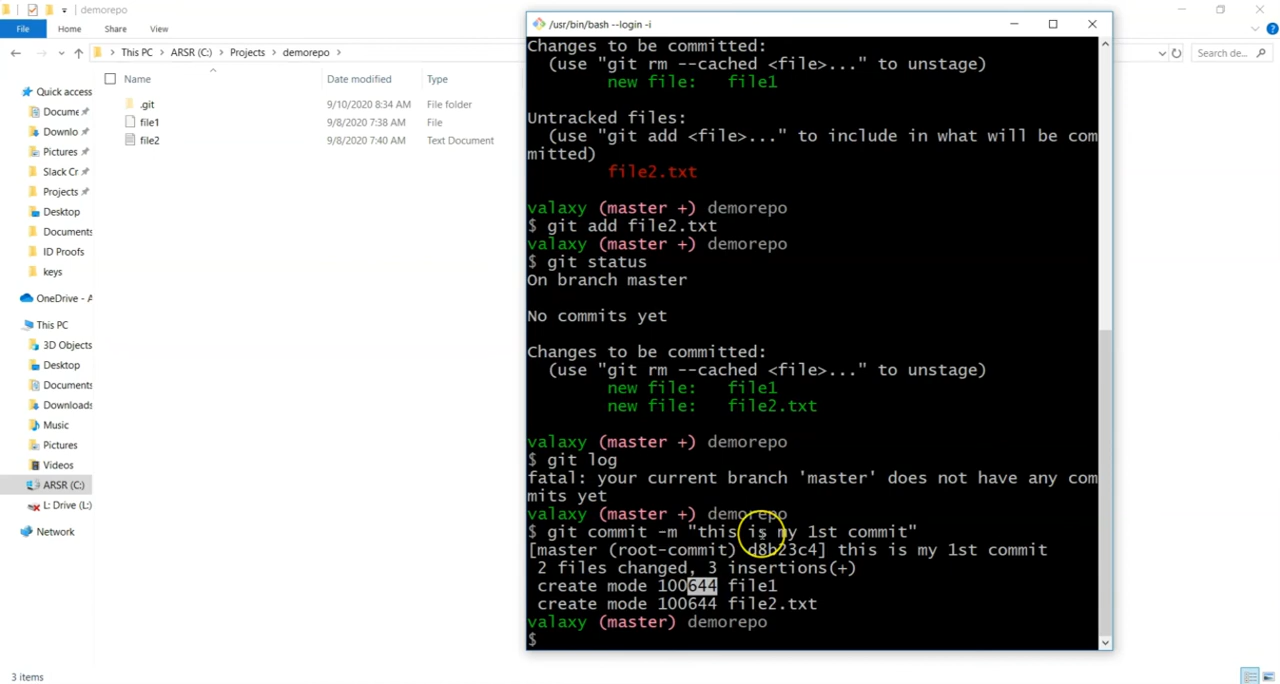 demorepo
File
Home
Share
View
This PC > ARSR (C:) > Projects > demorepo >
Search de...
Name
Date modified
Type
.git
9/10/2020 8:34 AM
File folder
file1
9/8/2020 7:38 AM
File
file2
9/8/2020 7:40 AM
Text Document
Quick access
Docume
Downlo
Pictures
Slack Cr
Projects
Desktop
Documents
ID Proofs
keys
OneDrive - A
This PC
3D Objects
Desktop
Documents
Downloads
Music
Pictures
Videos
ARSR (C:)
L: Drive (L:)
Network
3 items
/usr/bin/bash --login -i
Changes to be committed:
(use "git rm --cached <file>..." to unstage)
new file: file1
Untracked files:
(use "git add <file>..." to include in what will be com
mitted)
file2.txt
valaxy (master +) demorepo
$ git add file2.txt
valaxy (master +) demorepo
$ git status
On branch master
No commits yet
Changes to be committed:
(use "git rm --cached <file>..." to unstage)
new file: file1
new file: file2.txt
valaxy (master +) demorepo
$ git log
fatal: your current branch 'master' does not have any com
mits yet
valaxy (master +) demorepo
$ git commit -m "this is my 1st commit"
[master (root-commit) d8b23c4] this is my 1st commit
2 files changed, 3 insertions(+)
create mode 100644 file1
create mode 100644 file2.txt
valaxy (master) demorepo
$